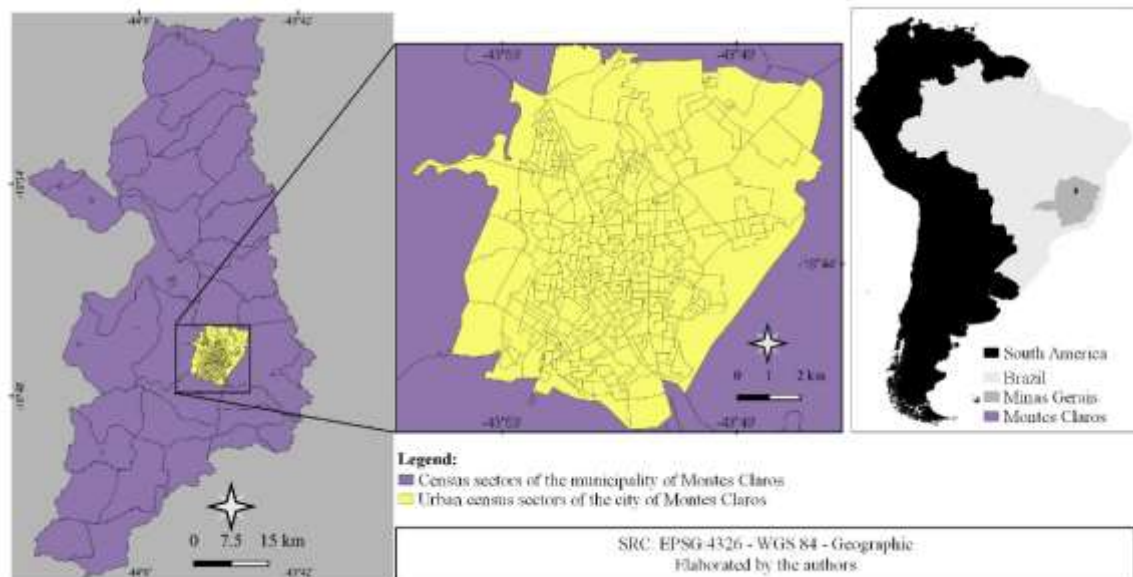 0 7.5 15 km
0 1 2 km
South America
Brazil
Minas Gerais
Montes Claros
Legend:
Census sectors of the municipality of Montes Claros
Urban census sectors of the city of Montes Claros
SRC: EPSG 4326 - WGS 84 - Geographic
Elaborated by the authors